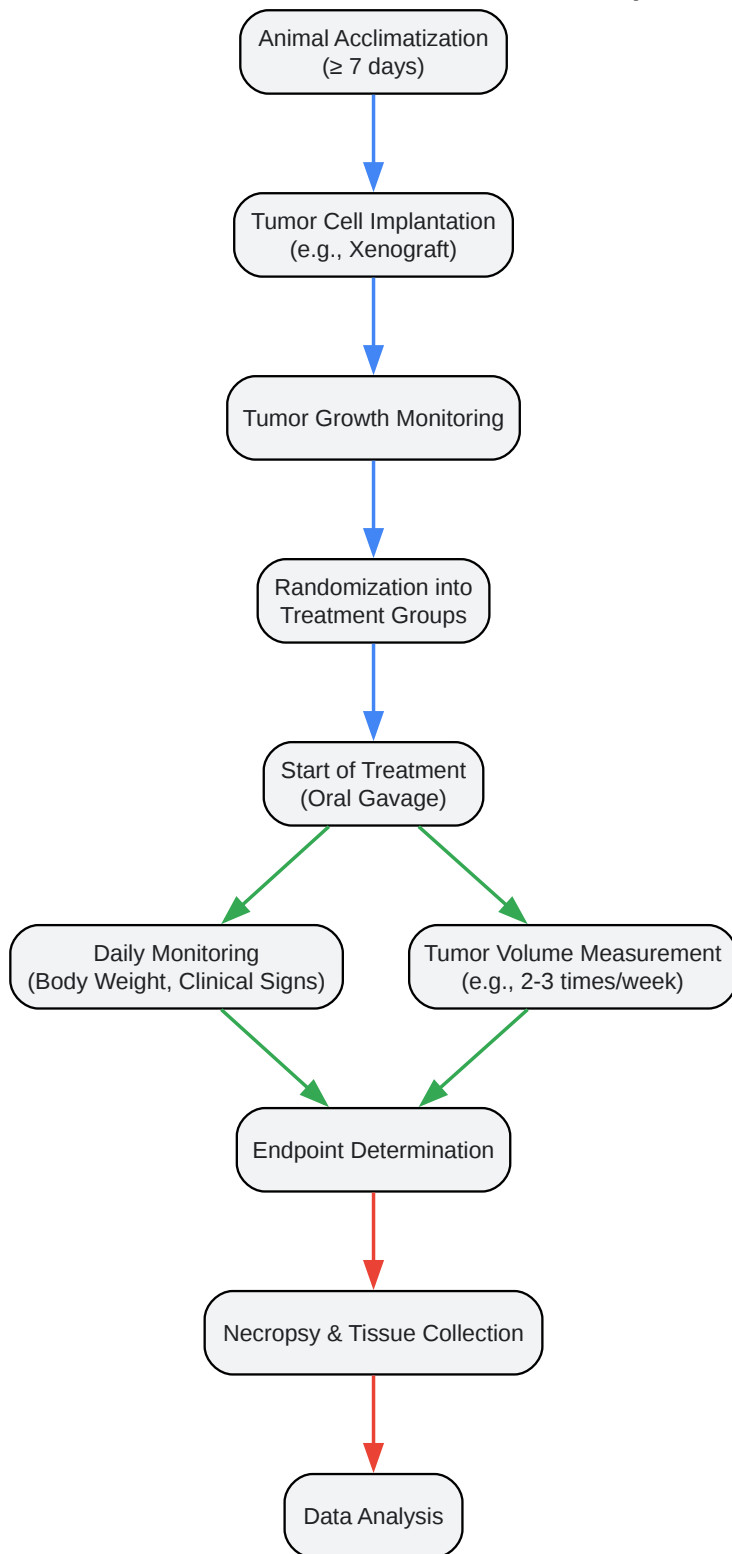 Animal Acclimatization
(≥ 7 days)
Tumor Cell Implantation
(e.g., Xenograft)
Tumor Growth Monitoring
Randomization into
Treatment Groups
Start of Treatment
(Oral Gavage)
Daily Monitoring
(Body Weight, Clinical Signs)
Tumor Volume Measurement
(e.g., 2-3 times/week)
Endpoint Determination
Necropsy & Tissue Collection
Data Analysis